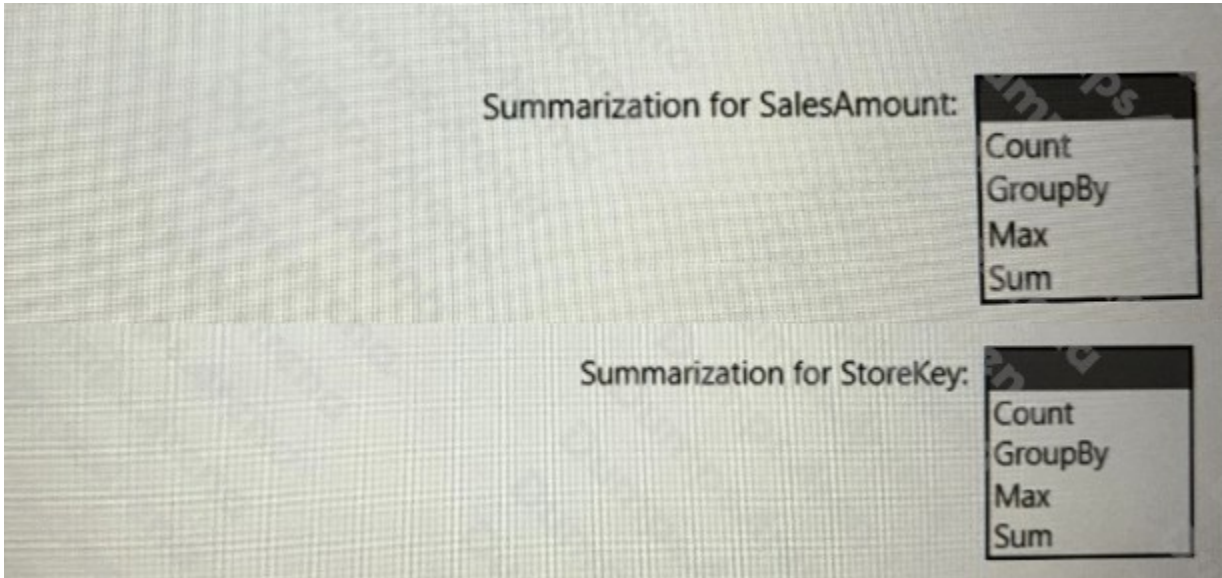 Summarization for SalesAmount:
Count
GroupBy
Max
Sum
Summarization for StoreKey:
Count
GroupBy
Max
Sum